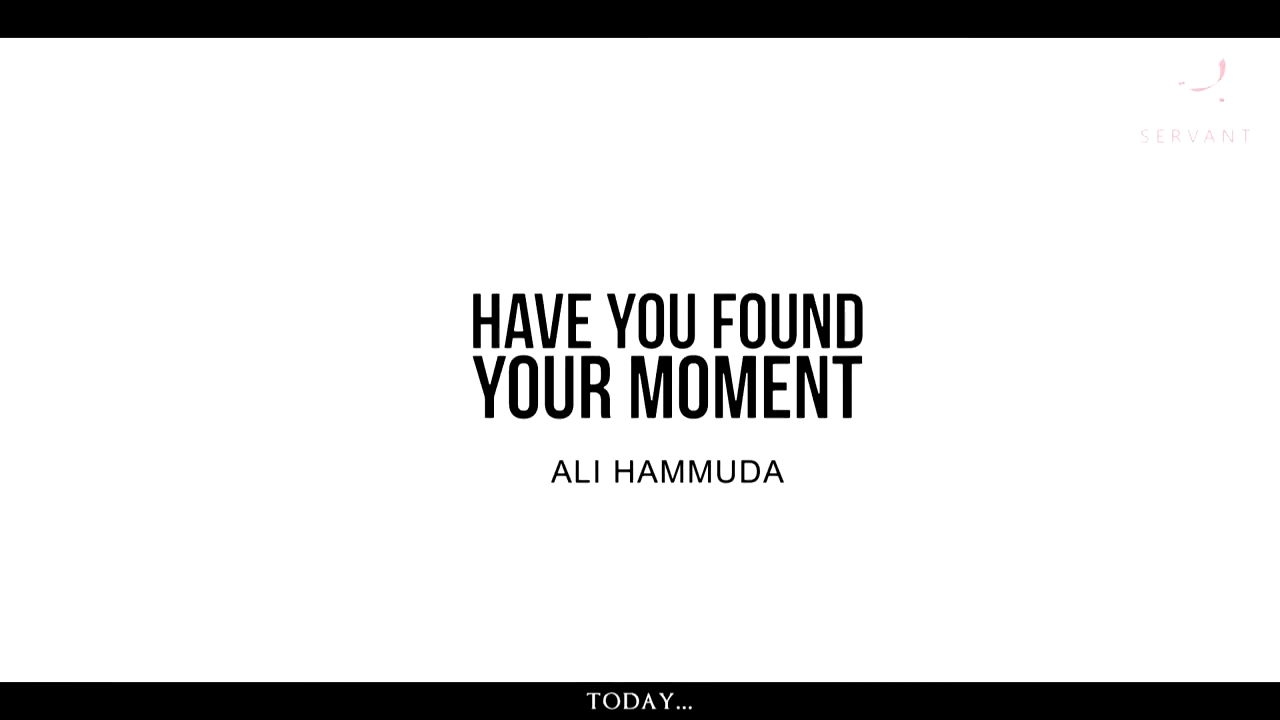 SERVANT
HAVE YOU FOUND
YOUR MOMENT
ALI HAMMUDA
TODAY...